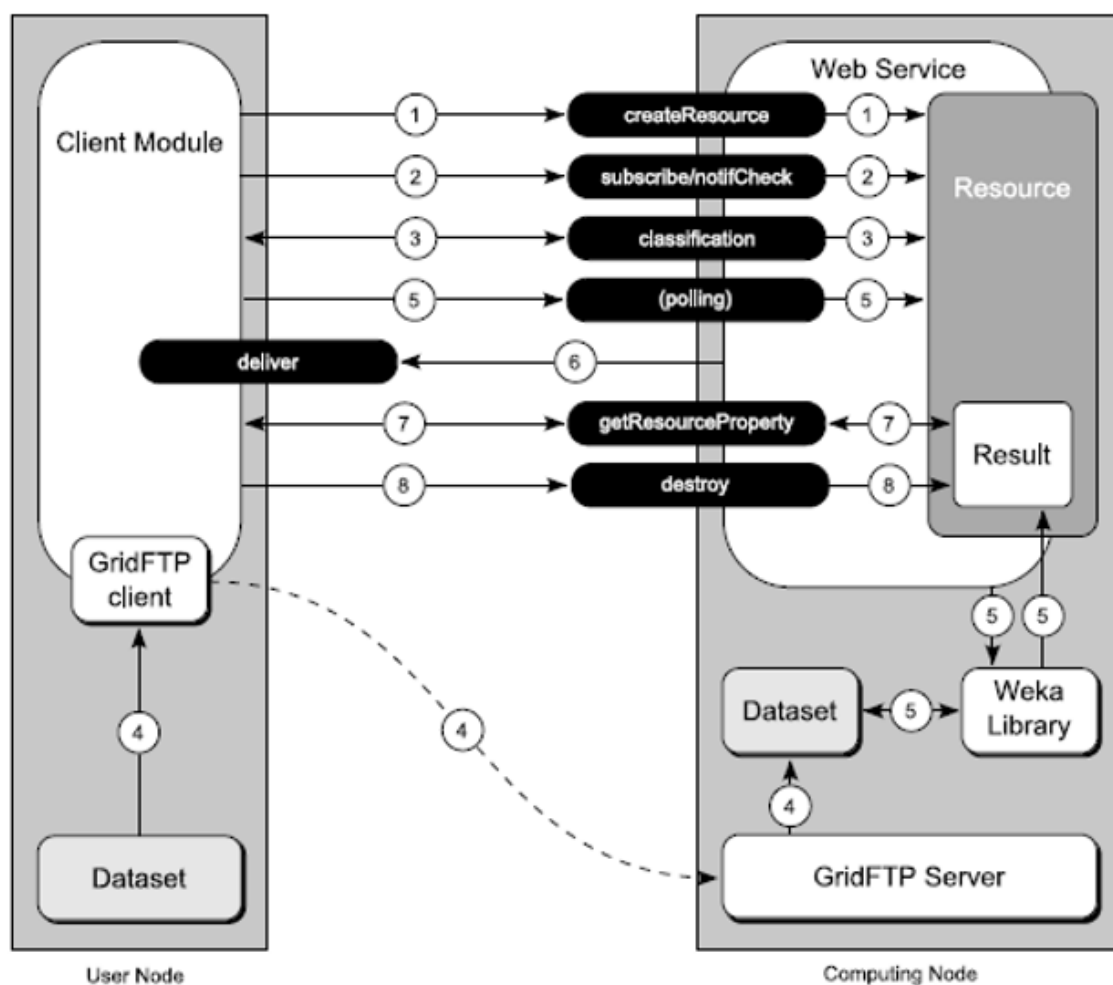 Web Service
Client Module
1
createResource
1
2
subscribe/notifCheck
2
Resource
3
classification
3
5
(polling)
5
deliver
6
7
getResourceProperty
7
Result
8
destroy
8
GridFTP
client
5
5
4
4
Dataset
5
Weka
Library
4
Dataset
GridFTP Server
User Node
Computing Node